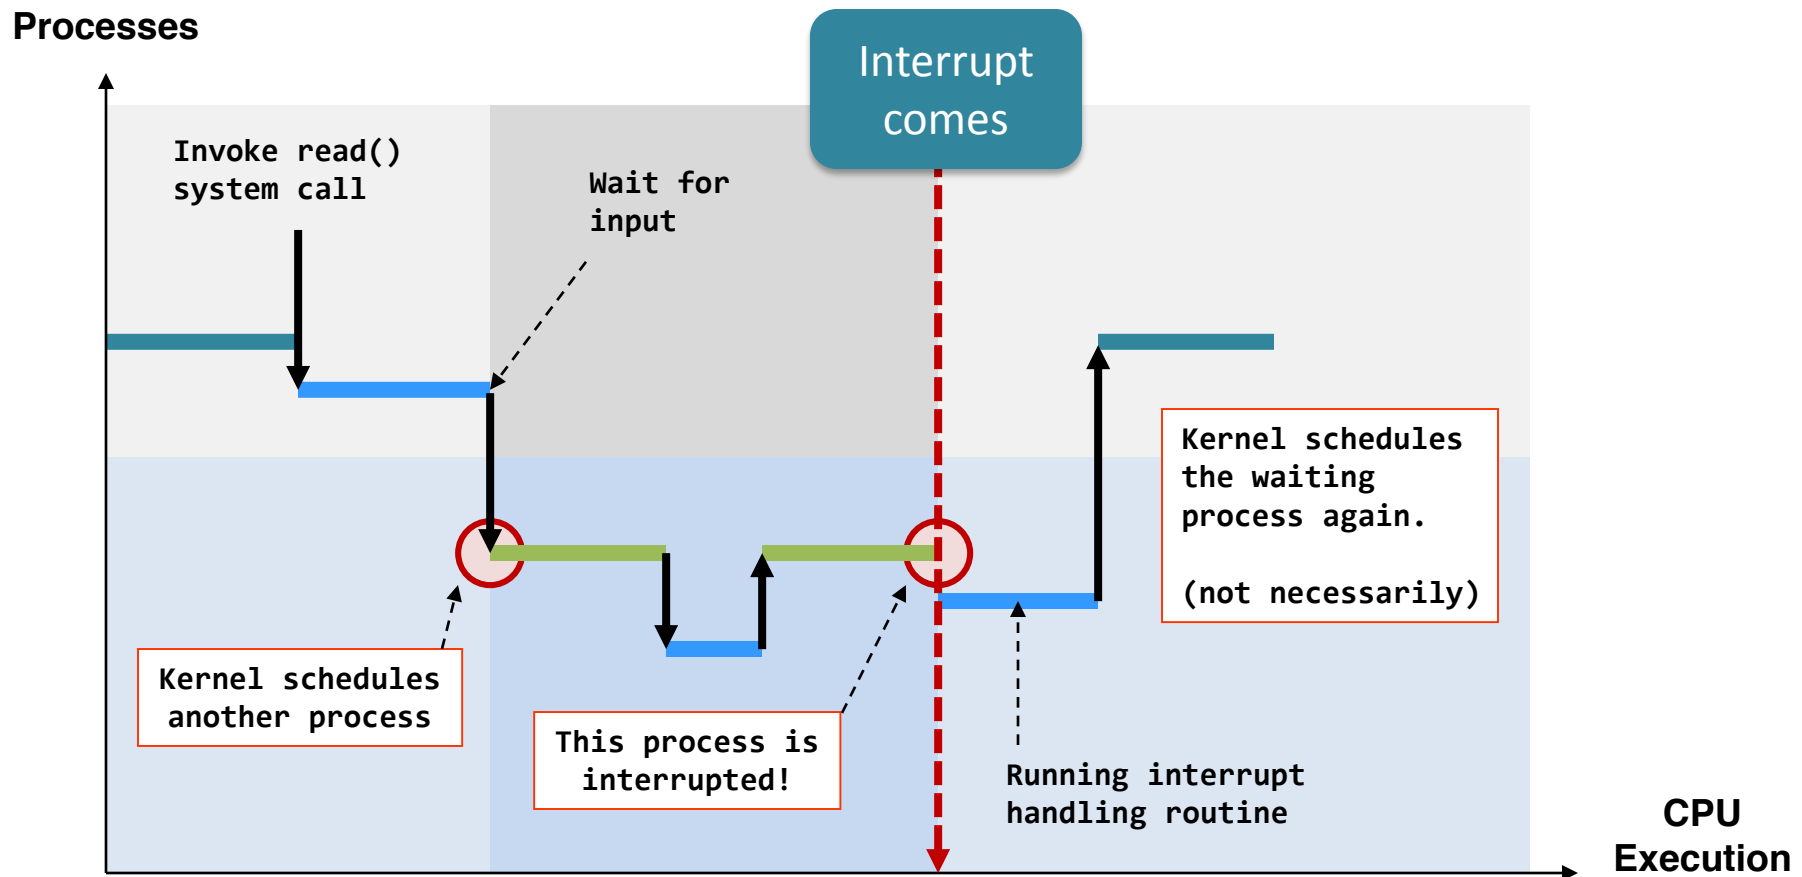 Processes
Interrupt
comes
Invoke read()
system call
Wait for
input
Kernel schedules
the waiting
process again.
(not necessarily)
Kernel schedules
another process
This process is
interrupted!
Running interrupt
handling routine
CPU
Execution